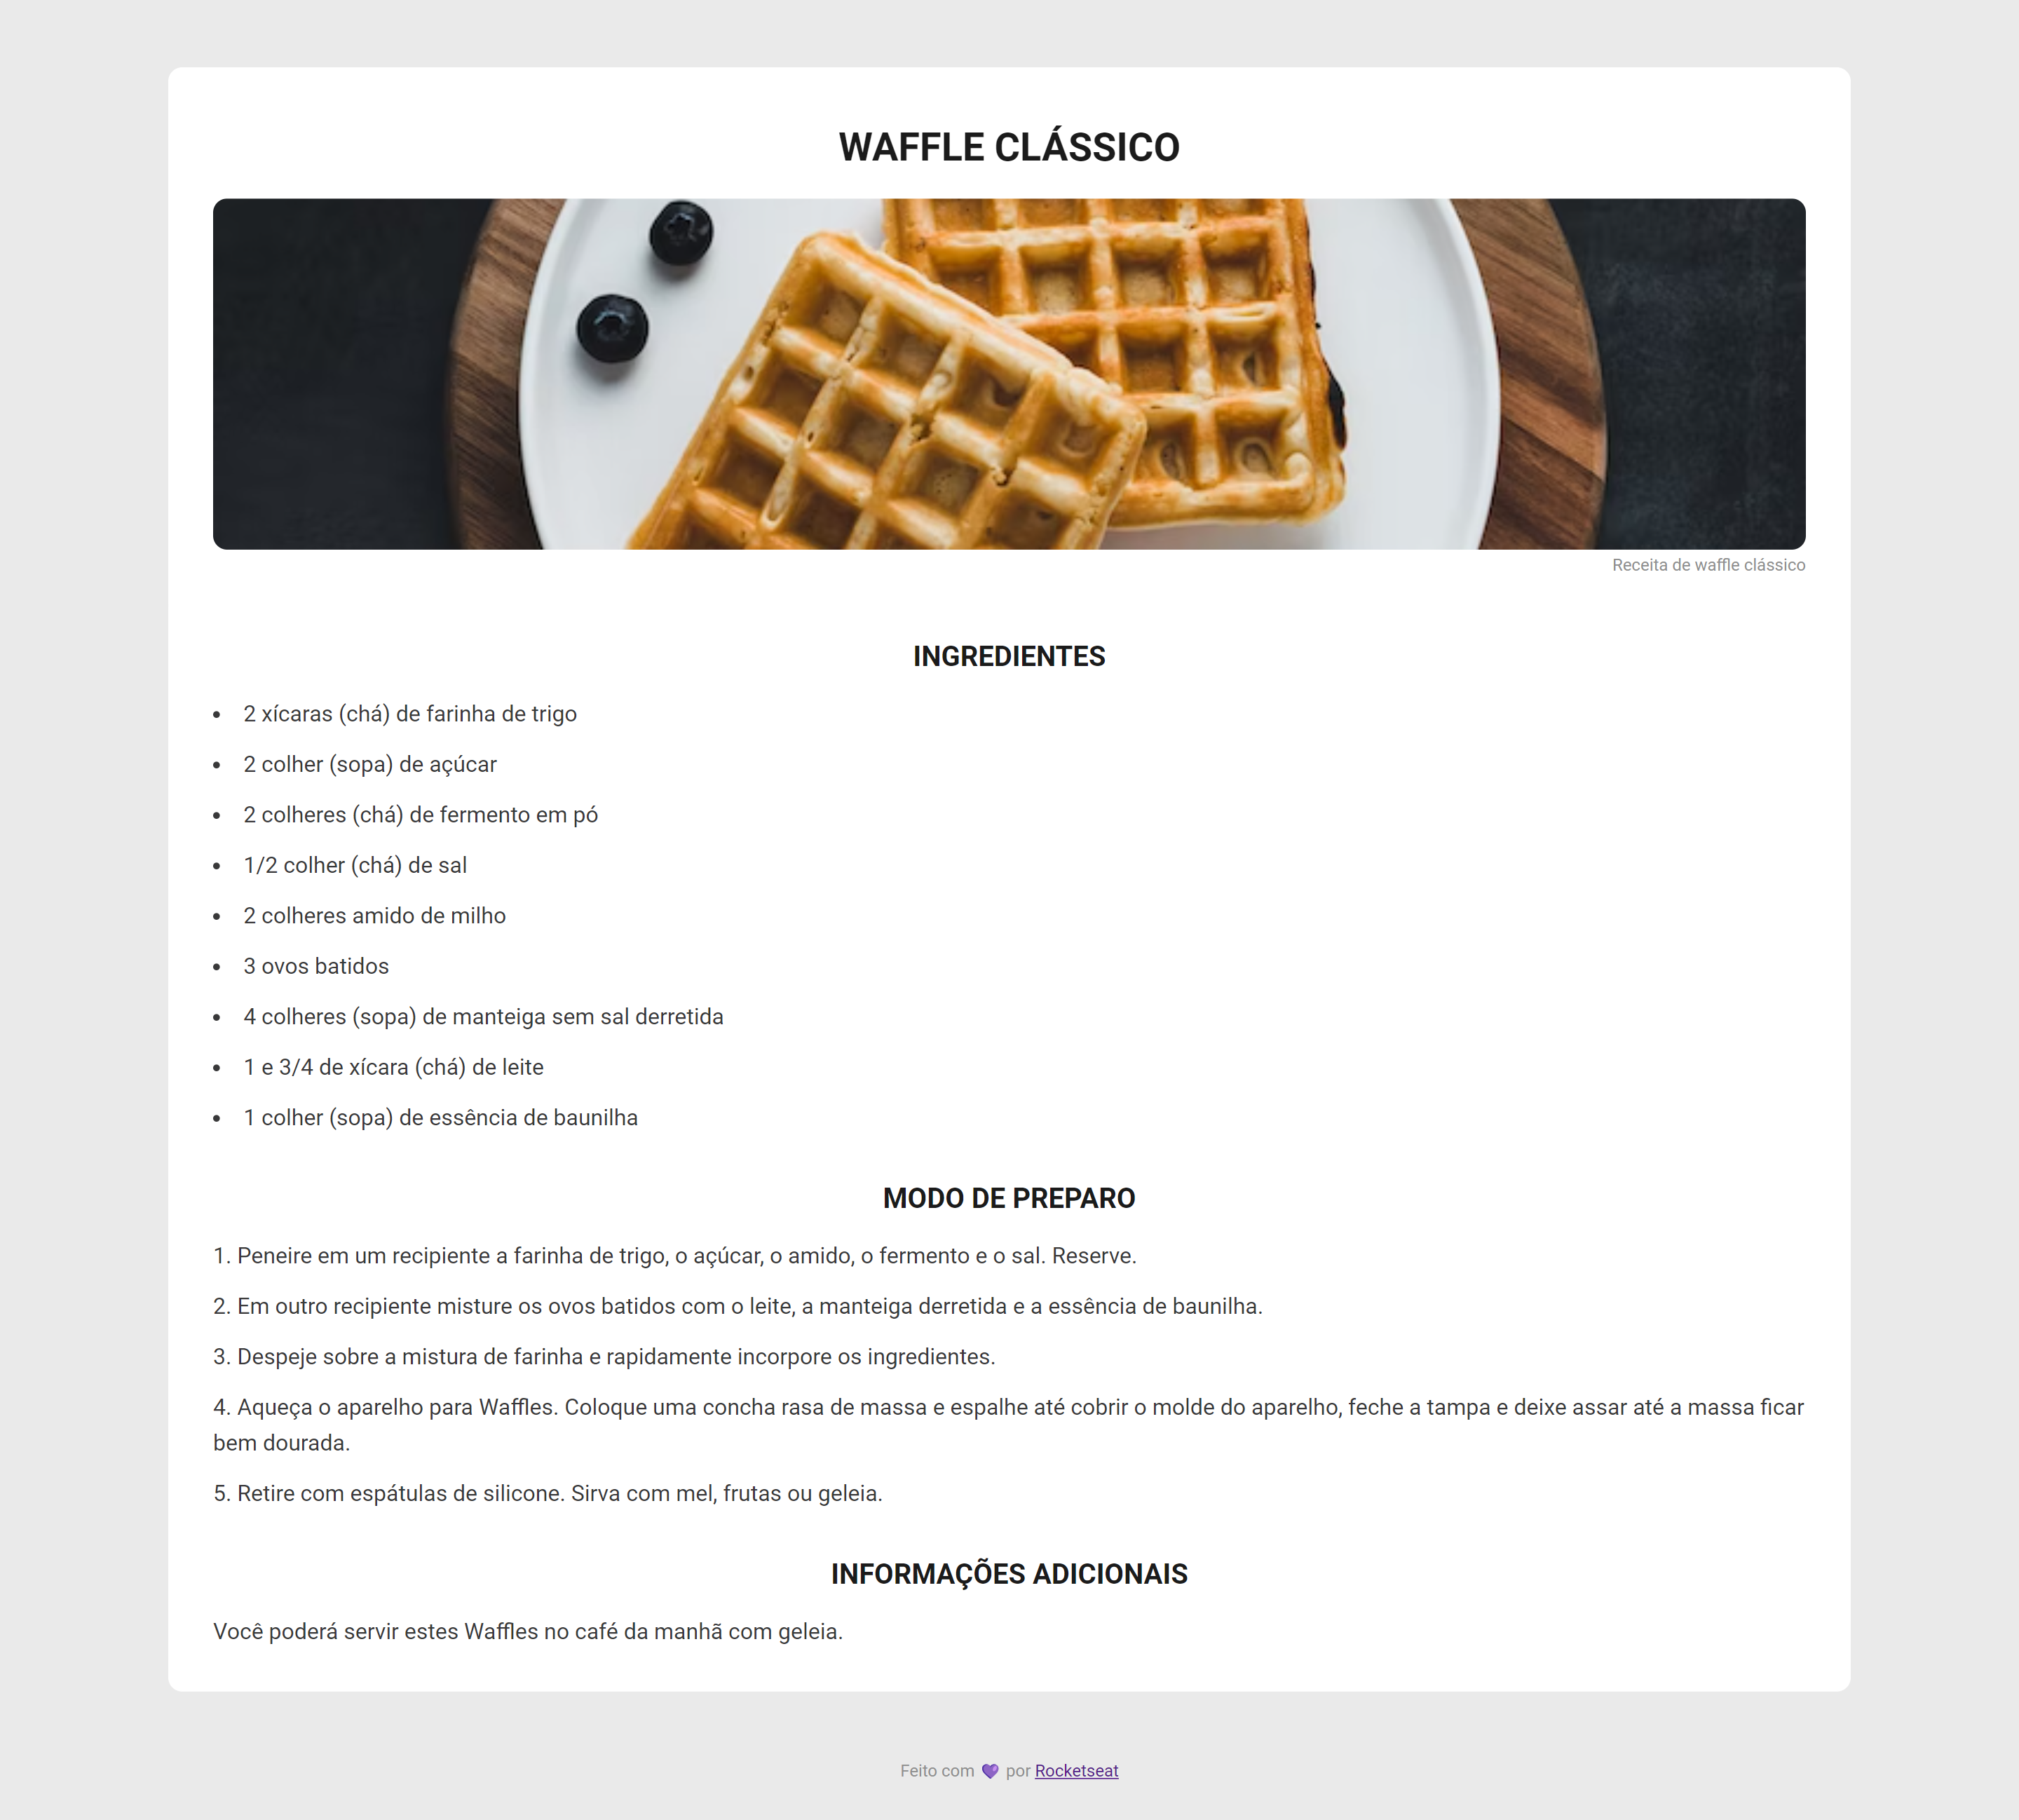 WAFFLE CLÁSSICO
Receita de waffle clássico
INGREDIENTES
• 2 xícaras (chá) de farinha de trigo
• 2 colher (sopa) de açúcar
• 2 colheres (chá) de fermento em pó
• 1/2 colher (chá) de sal
• 2 colheres amido de milho
• 3 ovos batidos
• 4 colheres (sopa) de manteiga sem sal derretida
• 1 e 3/4 de xícara (chá) de leite
• 1 colher (sopa) de essência de baunilha
MODO DE PREPARO
1. Peneire em um recipiente a farinha de trigo, o açúcar, o amido, o fermento e o sal. Reserve.
2. Em outro recipiente misture os ovos batidos com o leite, a manteiga derretida e a essência de baunilha.
3. Despeje sobre a mistura de farinha e rapidamente incorpore os ingredientes.
4. Aqueça o aparelho para Waffles. Coloque uma concha rasa de massa e espalhe até cobrir o molde do aparelho, feche a tampa e deixe assar até a massa ficar
bem dourada.
5. Retire com espátulas de silicone. Sirva com mel, frutas ou geleia.
INFORMAÇÕES ADICIONAIS
Você poderá servir estes Waffles no café da manhã com geleia.
Feito com 💜 por Rocketseat